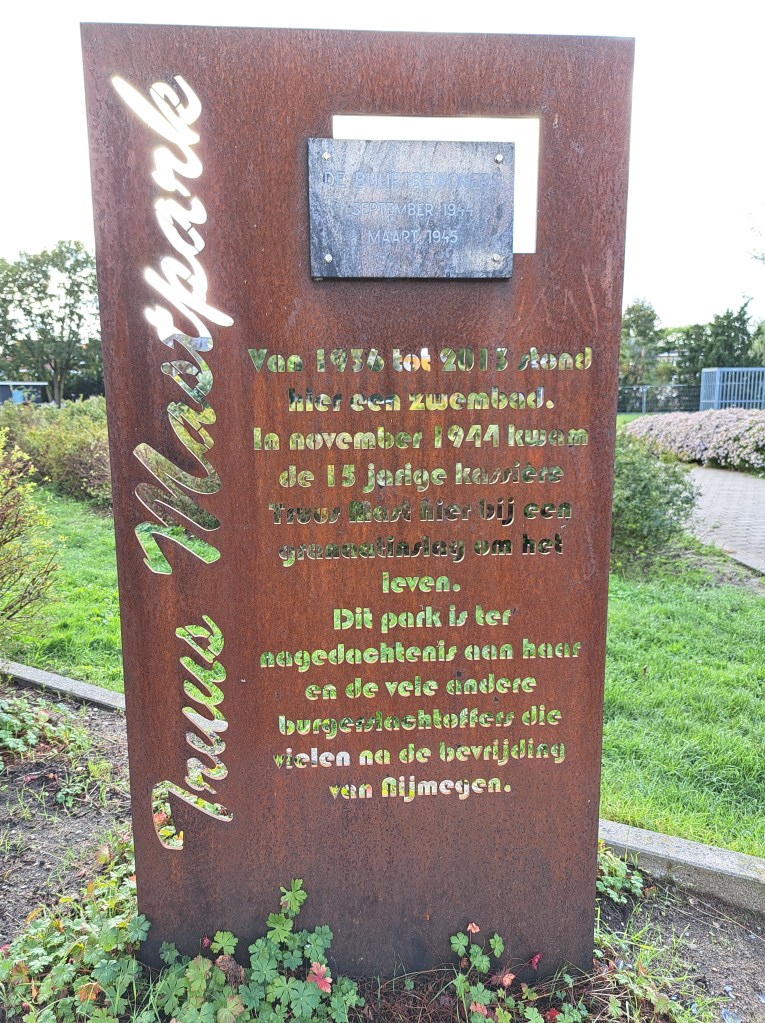 Truus Mastpark
SEPTEMBER 1944
MAART 1945
Van 1936 tot 2013 stond
hier een zwembad.
In november 1944 kwam
de 15 jarige kassière
Truus Mast hier bij een
granaatinslag om het
leven.
Dit park is ter
nagedachtenis aan haar
en de vele andere
burgerslachtoffers die
vielen na de bevrijding
van Nijmegen.